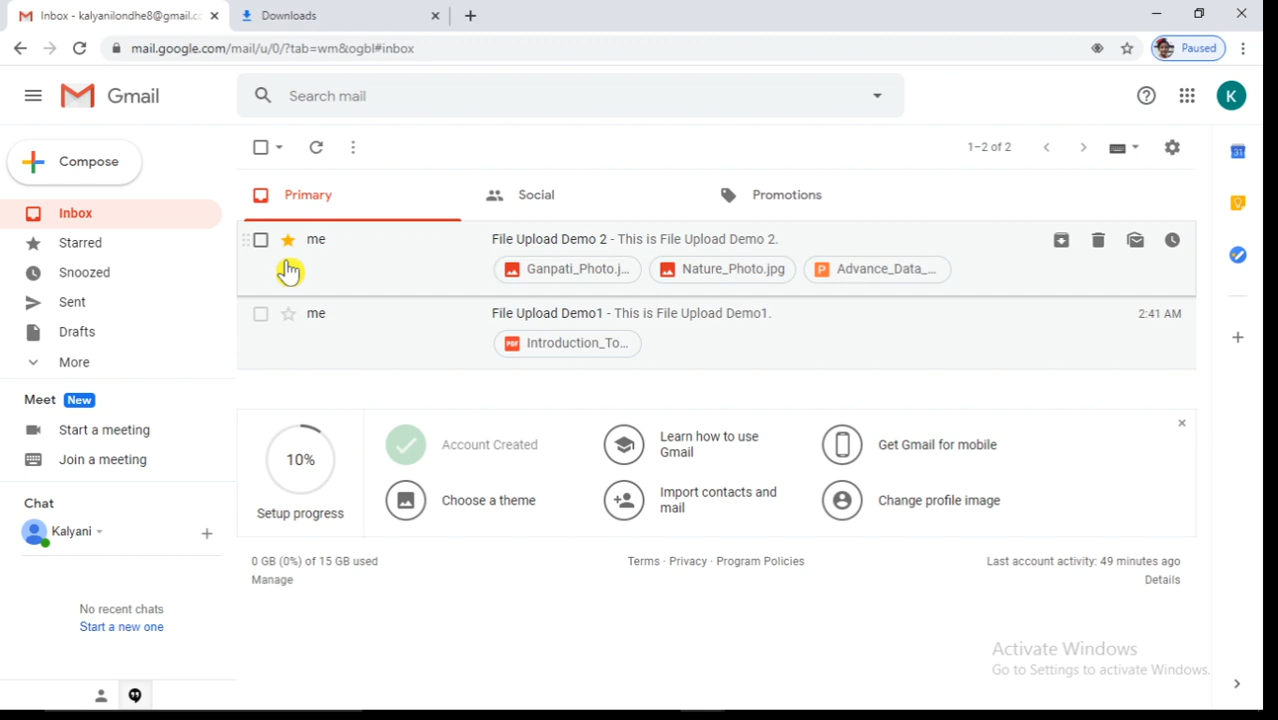 Inbox - kalyanilondhe8@gmail.cc
Downloads
mail.google.com/mail/u/0/?tab=wm&ogbl#inbox
Paused
Gmail
Search mail
K
Compose
1–2 of 2
Inbox
Primary
Social
Promotions
31
Starred
me
File Upload Demo 2 - This is File Upload Demo 2.
Snoozed
Ganpati_Photo.j...
Nature_Photo.jpg
P Advance_Data_...
Sent
me
File Upload Demo1 - This is File Upload Demo1.
2:41 AM
Drafts
PDF Introduction_To...
More
Meet New
Start a meeting
Join a meeting
10%
Setup progress
Account Created
Learn how to use
Gmail
Get Gmail for mobile
Choose a theme
Import contacts and
mail
Change profile image
Chat
Kalyani
0 GB (0%) of 15 GB used
Manage
Terms · Privacy · Program Policies
Last account activity: 49 minutes ago
Details
No recent chats
Start a new one
Activate Windows
Go to Settings to activate Windows.